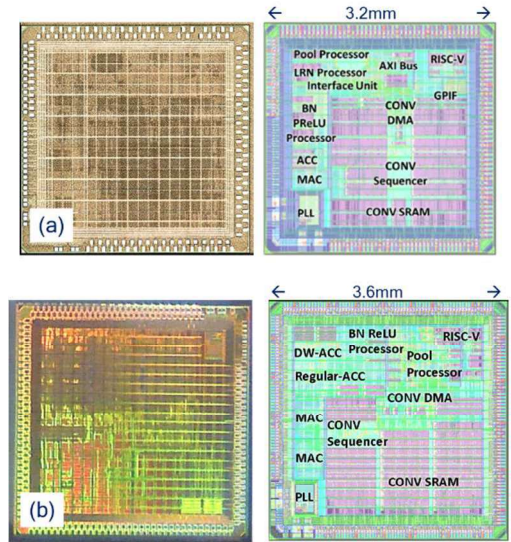 3.2mm
Pool Processor
AXI Bus
RISC-V
LRN Processor
Interface Unit
GPIF
CONV
BN
DMA
PReLU
Processor
ACC
CONV
MAC
Sequencer
PLL
CONV SRAM
(a)
3.6mm
BN ReLU
Processor
RISC-V
DW-ACC
Pool
Processor
Regular-ACC
CONV DMA
MAC
CONV
Sequencer
MAC
CONV SRAM
PLL
(b)